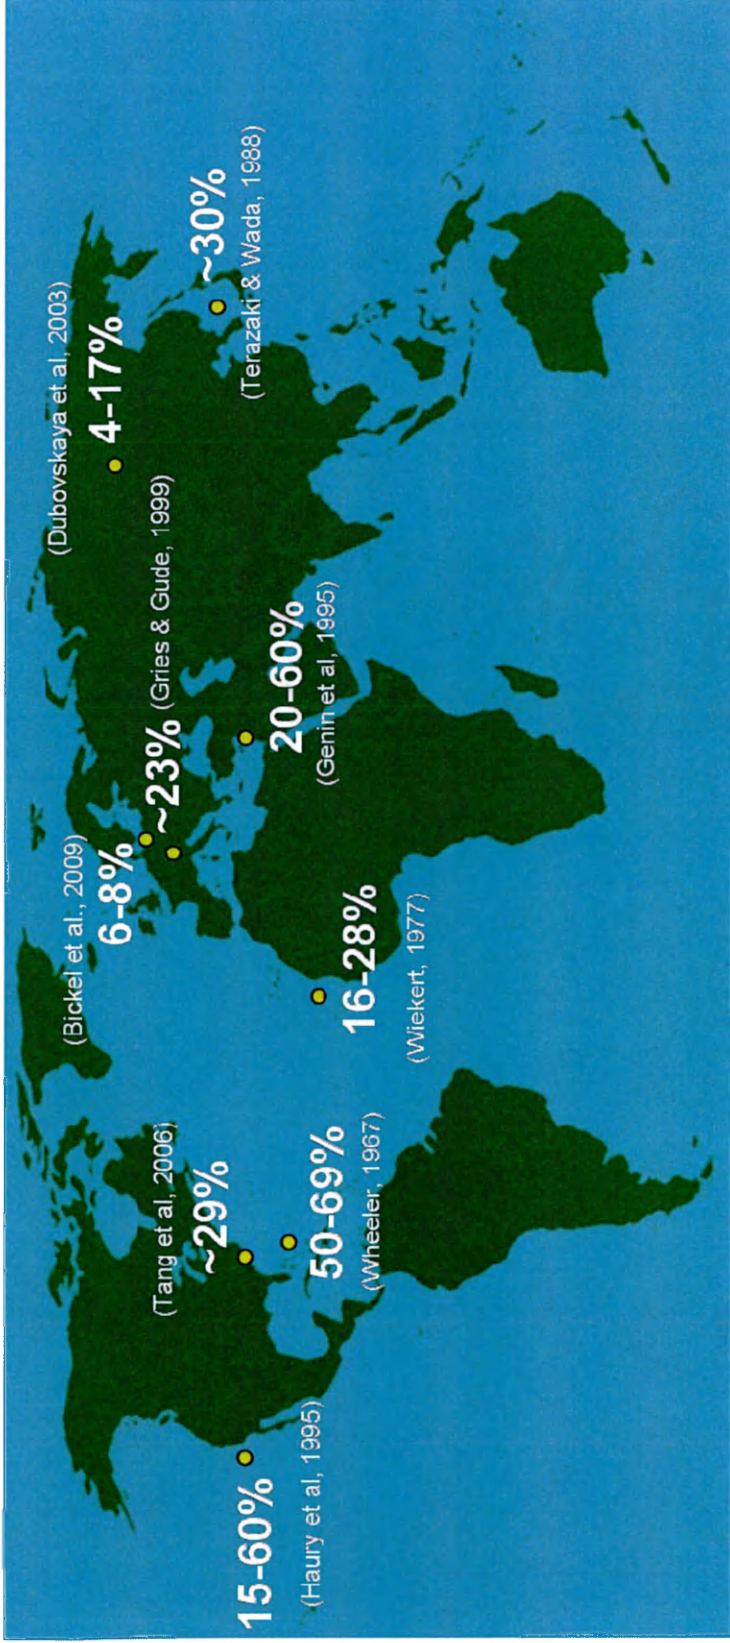 (Dubovskaya et al, 2003)
4-17%
~30%
(Terazaki & Wada, 1988)
(Bickel et al., 2009)
6-8%
~23% (Gries & Gude, 1999)
20-60%
(Genin et al, 1995)
16-28%
(Wiekert, 1977)
(Tang et al, 2006)
~29%
50-69%
(Wheeler, 1967)
15-60%
(Haury et al, 1995)